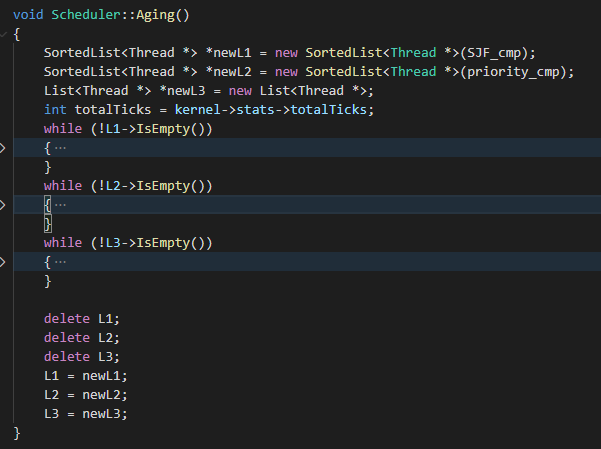 void Scheduler::Aging()
{
    SortedList<Thread *> *newL1 = new SortedList<Thread *>(SJF_cmp);
    SortedList<Thread *> *newL2 = new SortedList<Thread *>(priority_cmp);
    List<Thread *> *newL3 = new List<Thread *>;
    int totalTicks = kernel->stats->totalTicks;
    while (!L1->IsEmpty())
    { ···
    }
    while (!L2->IsEmpty())
    { ···
    }
    while (!L3->IsEmpty())
    { ···
    }

    delete L1;
    delete L2;
    delete L3;
    L1 = newL1;
    L2 = newL2;
    L3 = newL3;
}